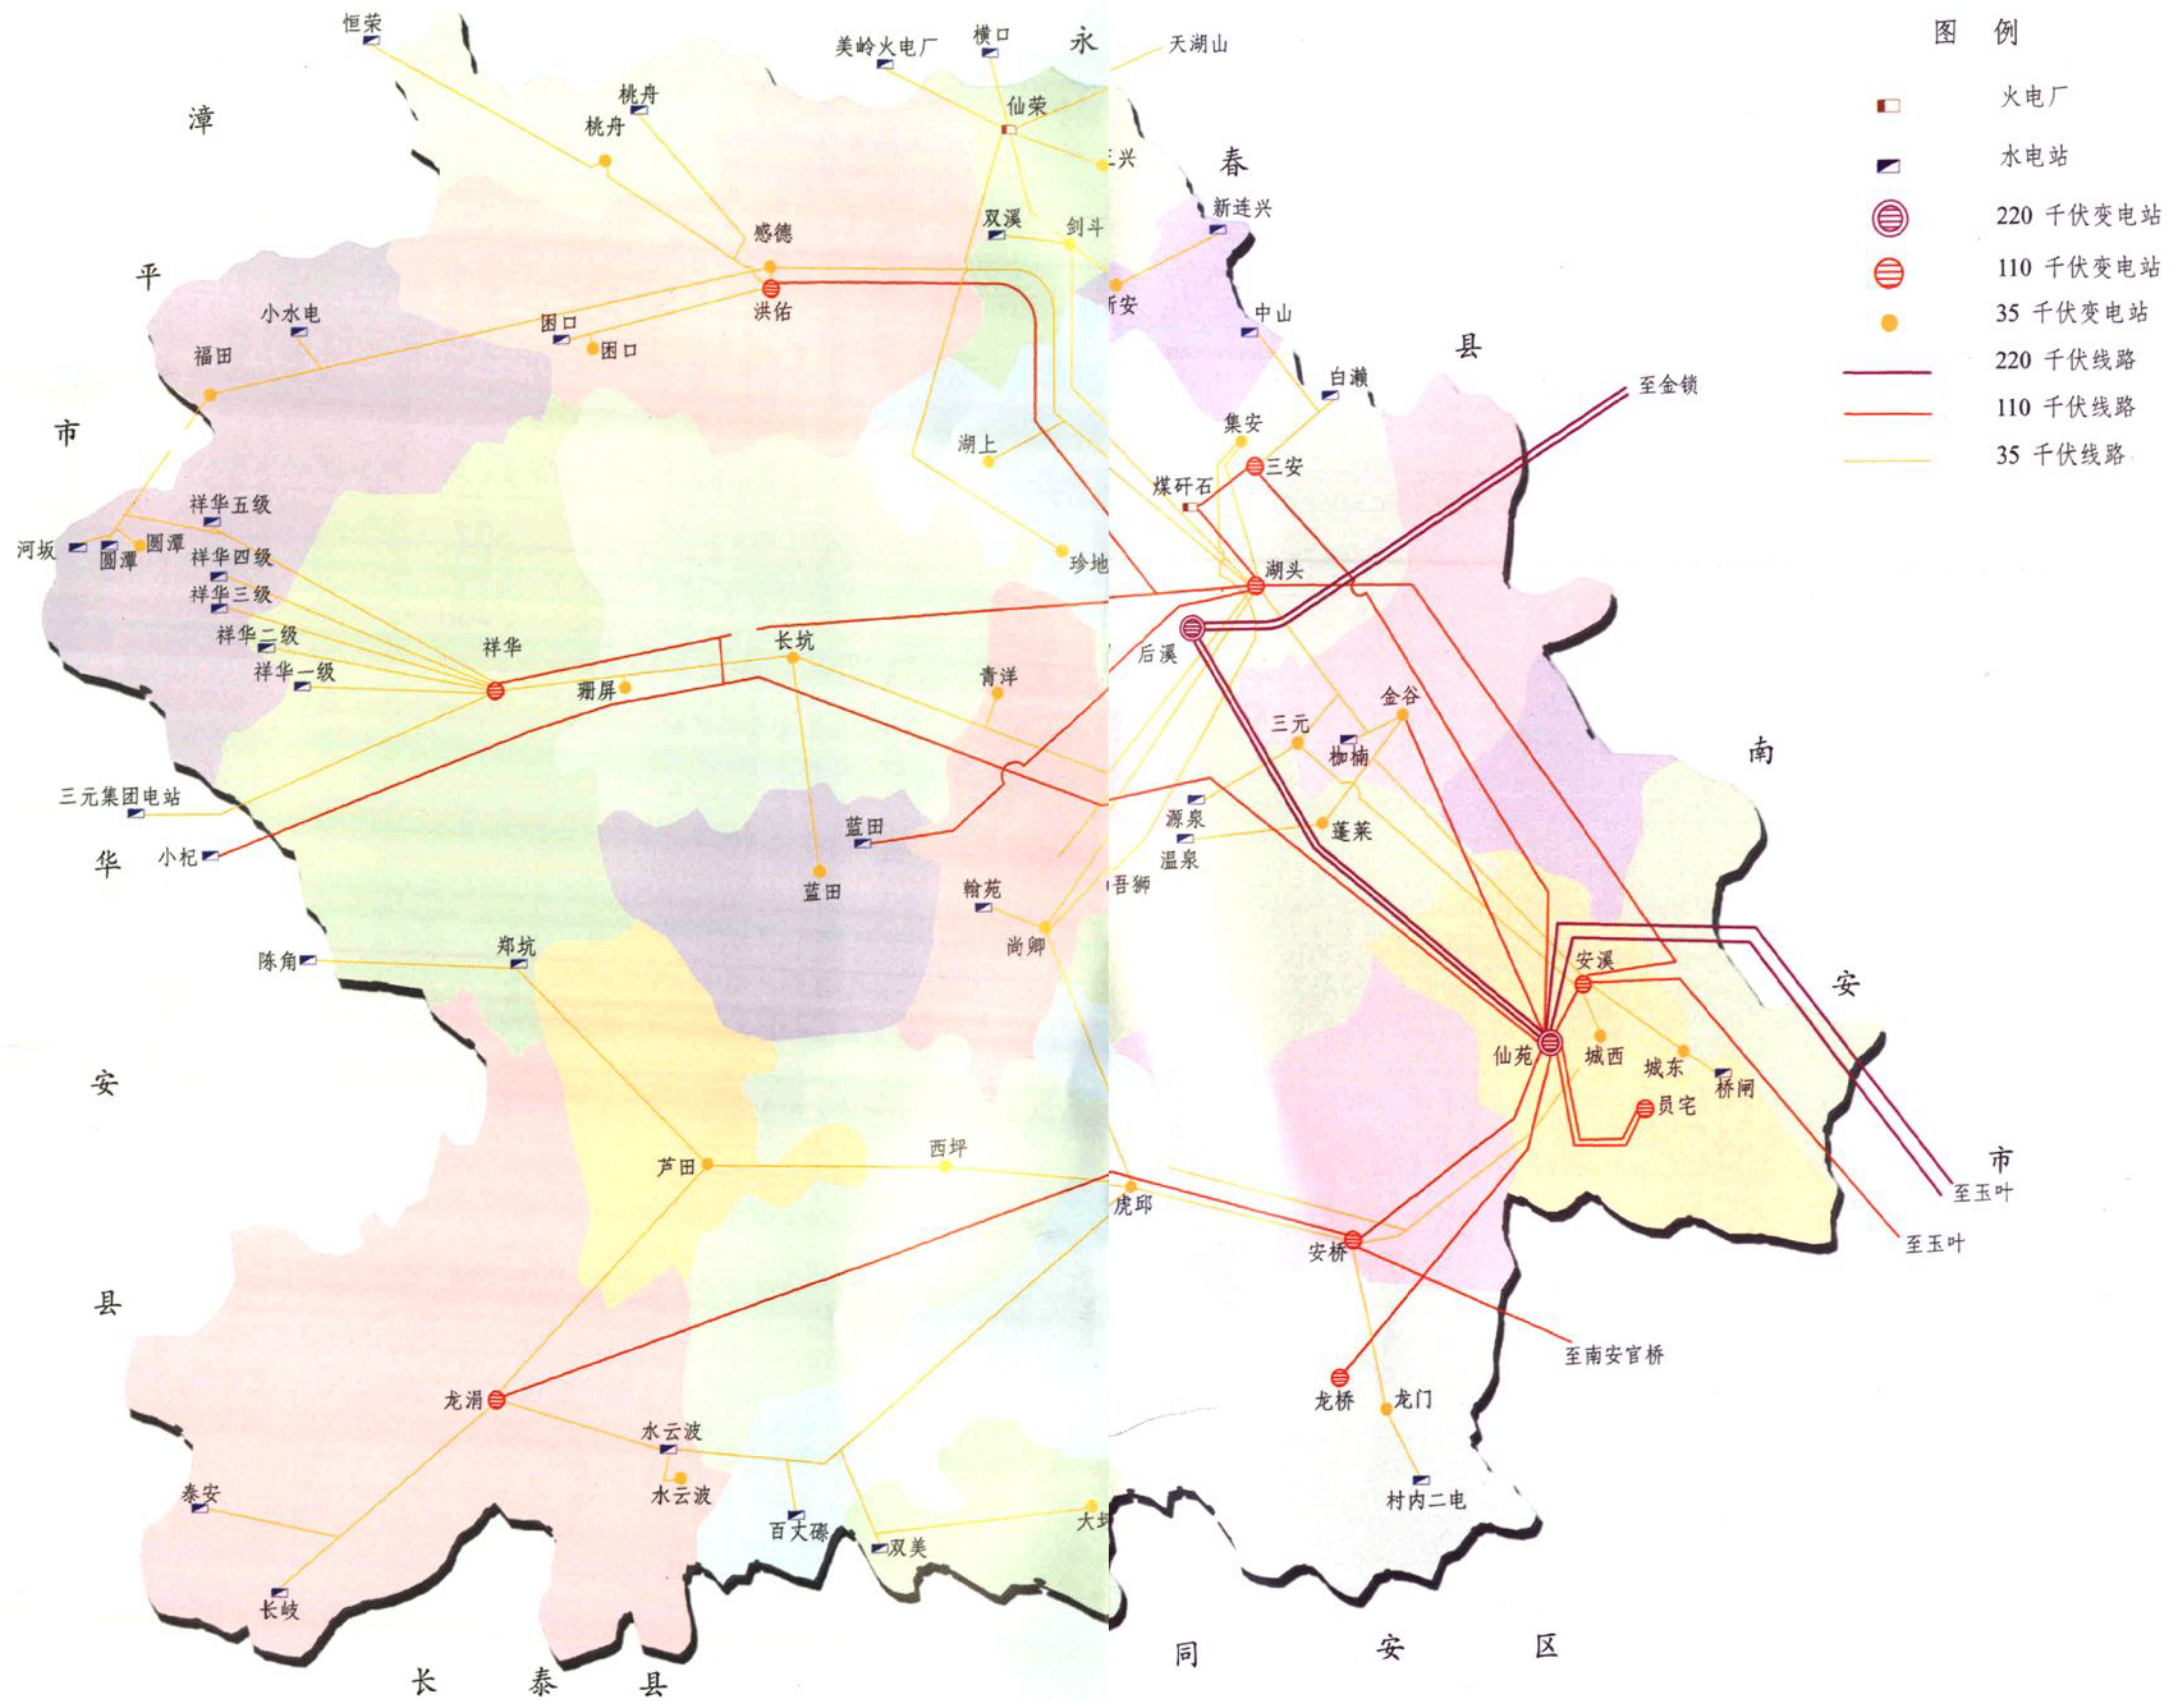 图 例
火电厂
水电站
220 千伏变电站
110 千伏变电站
35 千伏变电站
220 千伏线路
110 千伏线路
35 千伏线路
恒荣
美岭火电厂
横口
永
天湖山
漳
桃舟
桃舟
仙荣
兴
春
新连兴
双溪
剑斗
感德
平
小水电
困口
洪佑
困口
安
中山
县
福田
白濑
至金锁
市
湖上
集安
三安
煤矸石
祥华五级
河坂
圆潭
圆潭
祥华四级
珍地
湖头
祥华三级
祥华二级
祥华
长坑
后溪
祥华一级
珊屏
青洋
金谷
三元
枷楠
南
三元集团电站
蓝田
源泉
蓬莱
华
小杞
温泉
蓝田
翰苑
吾狮
郑坑
尚卿
陈角
安溪
安
安
仙苑
城西
城东
桥闸
员宅
芦田
西坪
市
至玉叶
虎邱
至玉叶
安桥
县
至南安官桥
龙涓
龙桥
龙门
水云波
泰安
水云波
村内二电
百丈磜
双美
大坪
长岐
同 安 区
长 泰 县